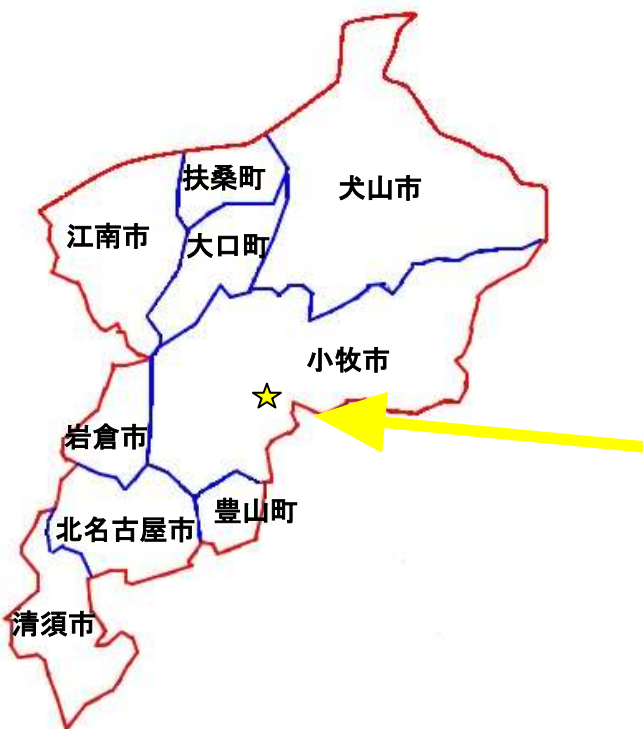 扶桑町
犬山市
江南市
大口町
小牧市
岩倉市
豊山町
北名古屋市
清須市